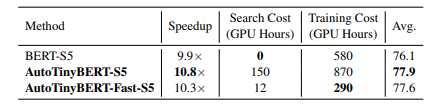 Method Speedup Search Cost (GPU Hours) Training Cost (GPU Hours) Avg.
BERT-S5 9.9× 0 580 76.1
AutoTinyBERT-S5 10.8× 150 870 77.9
AutoTinyBERT-Fast-S5 10.3× 12 290 77.6